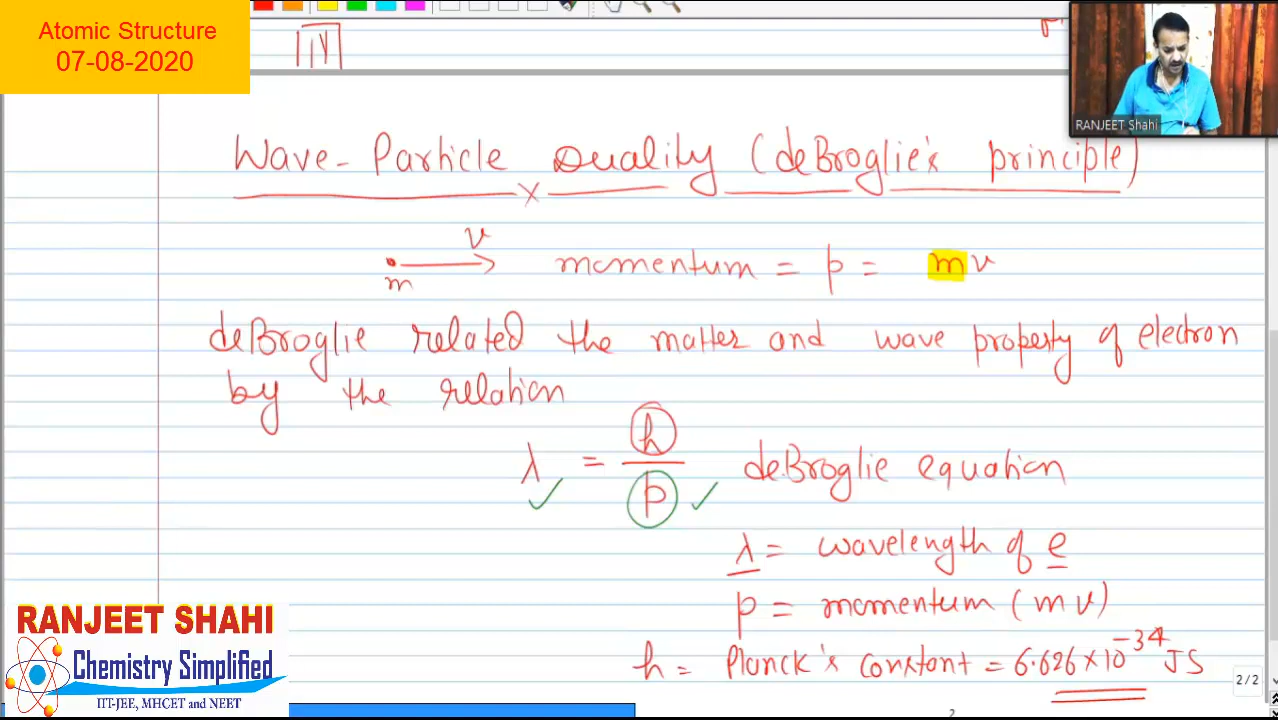 Atomic Structure
07-08-2020
RANJEET Shahi
Wave-Particle Duality (deBroglie's principle)
v
m
momentum = p = mv
deBroglie related the matter and wave property of electron
by the relation
λ = h/p deBroglie equation
λ = wavelength of e
p = momentum (mv)
h = Planck's constant = 6.626 × 10⁻³⁴ JS
RANJEET SHAHI
Chemistry Simplified
IIT-JEE, MHCET and NEET
2/2
2